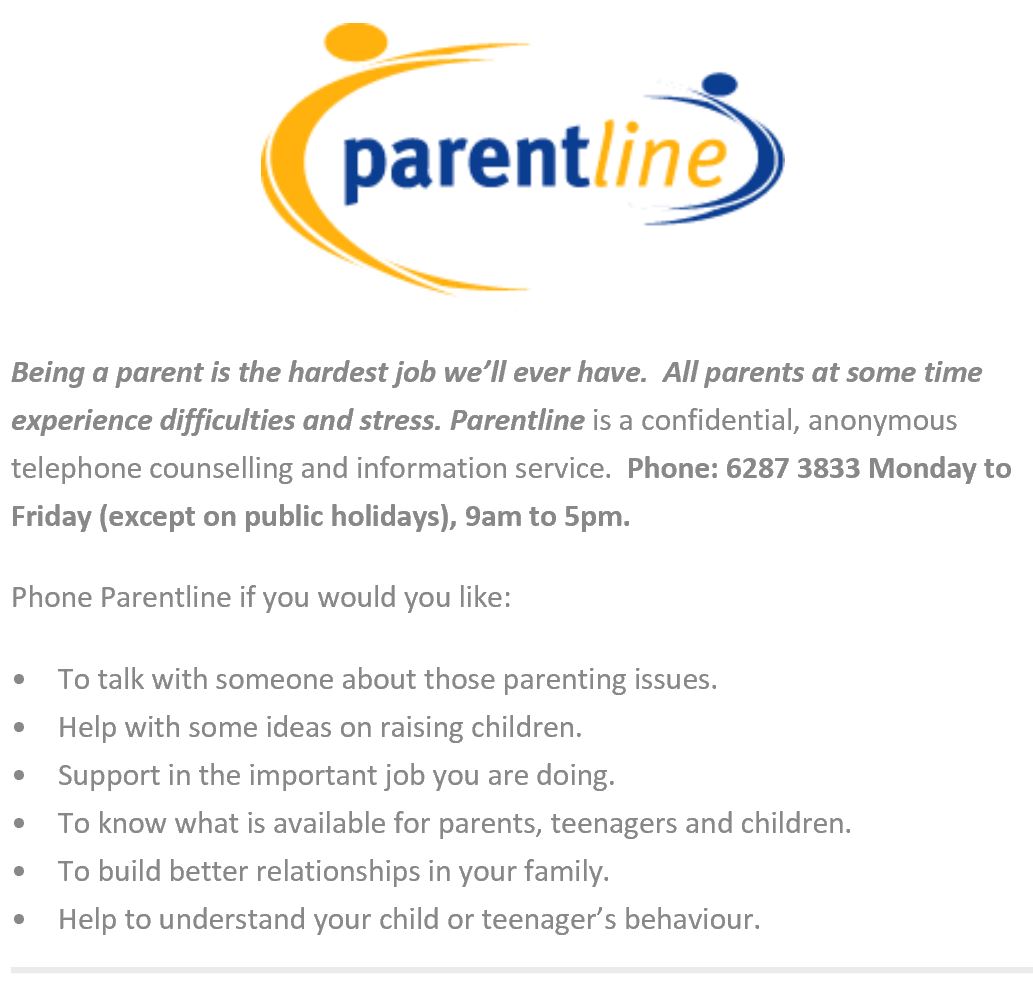 parentline
Being a parent is the hardest job we’ll ever have.  All parents at some time
experience difficulties and stress. Parentline is a confidential, anonymous
telephone counselling and information service.  Phone: 6287 3833 Monday to
Friday (except on public holidays), 9am to 5pm.
Phone Parentline if you would you like:
• To talk with someone about those parenting issues.
• Help with some ideas on raising children.
• Support in the important job you are doing.
• To know what is available for parents, teenagers and children.
• To build better relationships in your family.
• Help to understand your child or teenager’s behaviour.